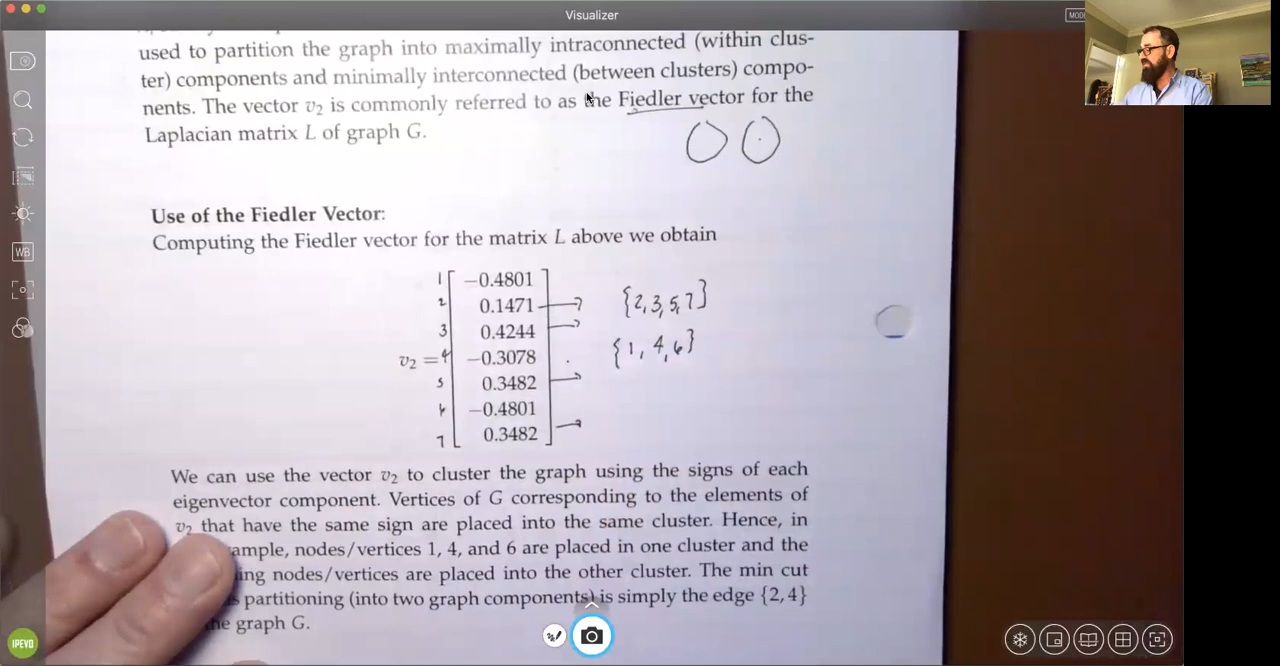 Visualizer
used to partition the graph into maximally intraconnected (within clus-
ter) components and minimally interconnected (between clusters) compo-
nents. The vector v₂ is commonly referred to as the Fiedler vector for the
Laplacian matrix L of graph G.
Use of the Fiedler Vector:
Computing the Fiedler vector for the matrix L above we obtain
1 −0.4801
2 0.1471 {2,3,5,7}
3 0.4244
v₂ = 4 −0.3078 {1,4,6}
5 0.3482
6 −0.4801
7 0.3482
We can use the vector v₂ to cluster the graph using the signs of each
eigenvector component. Vertices of G corresponding to the elements of
v₂ that have the same sign are placed into the same cluster. Hence, in
ample, nodes/vertices 1, 4, and 6 are placed in one cluster and the
ing nodes/vertices are placed into the other cluster. The min cut
s partitioning (into two graph components) is simply the edge {2,4}
he graph G.
WB
IPEVO